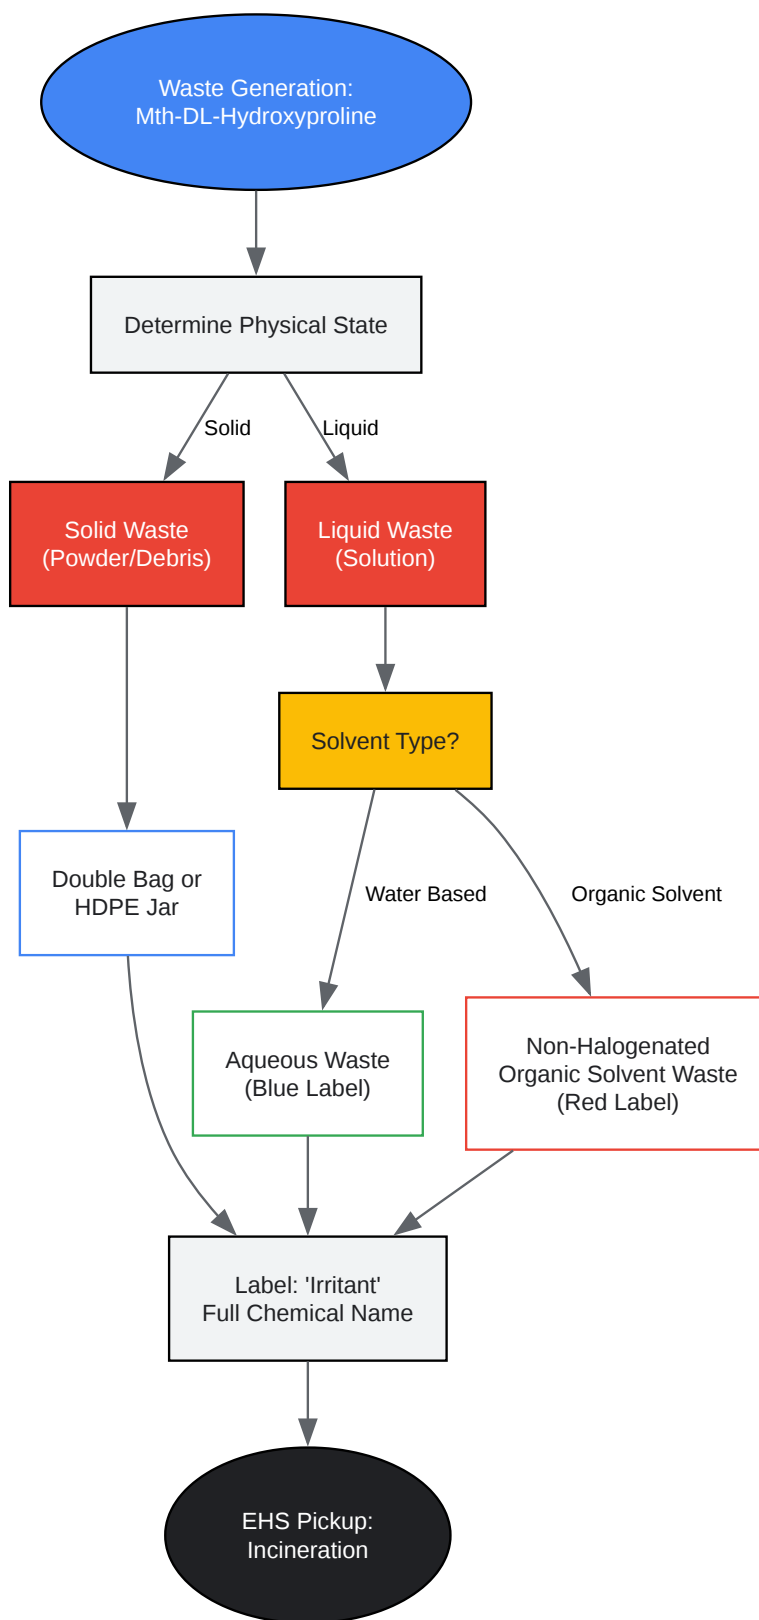 Waste Generation:
Mth-DL-Hydroxyproline
Determine Physical State
Solid
Liquid
Solid Waste
(Powder/Debris)
Liquid Waste
(Solution)
Solvent Type?
Double Bag or
HDPE Jar
Water Based
Organic Solvent
Aqueous Waste
(Blue Label)
Non-Halogenated
Organic Solvent Waste
(Red Label)
Label: 'Irritant'
Full Chemical Name
EHS Pickup:
Incineration